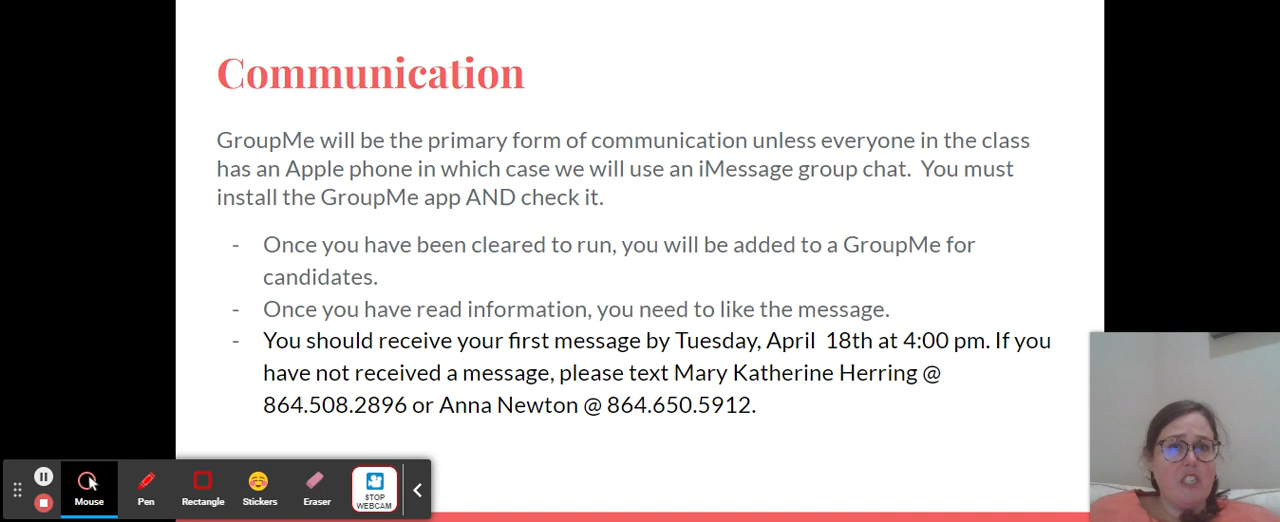 Communication
GroupMe will be the primary form of communication unless everyone in the class
has an Apple phone in which case we will use an iMessage group chat.  You must
install the GroupMe app AND check it.
- Once you have been cleared to run, you will be added to a GroupMe for
candidates.
- Once you have read information, you need to like the message.
- You should receive your first message by Tuesday, April  18th at 4:00 pm. If you
have not received a message, please text Mary Katherine Herring @
864.508.2896 or Anna Newton @ 864.650.5912.
Mouse Pen Rectangle Stickers Eraser STOP
WEBCAM